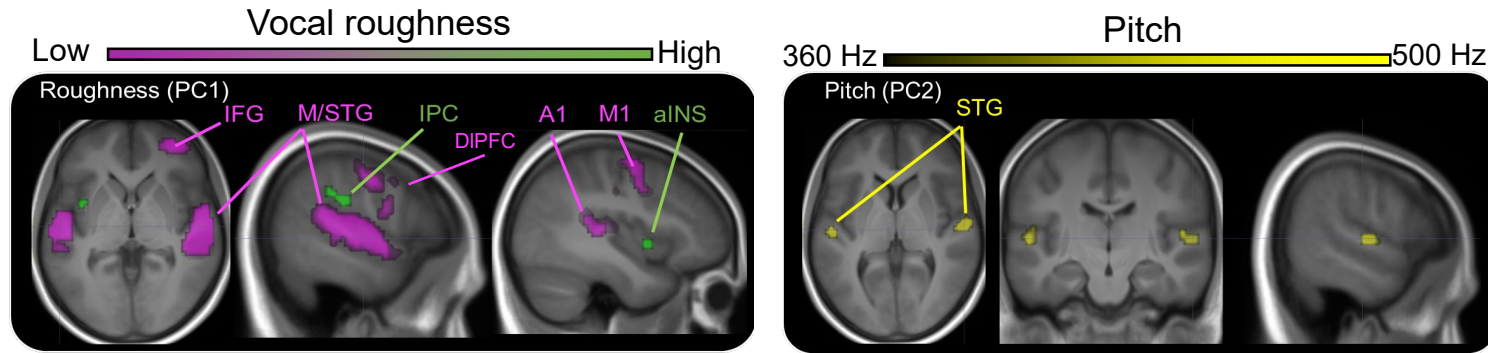 Vocal roughness
Low High
Roughness (PC1)
IFG M/STG IPC DlPFC A1 M1 aINS
Pitch
360 Hz 500 Hz
Pitch (PC2)
STG